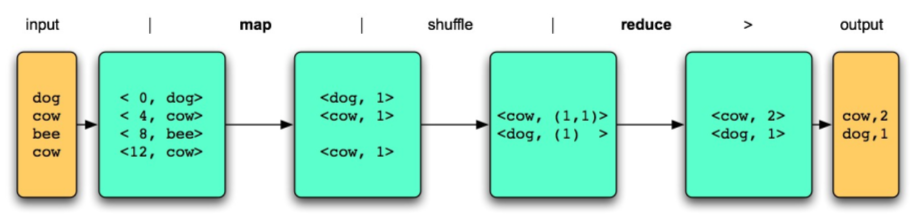 input | map | shuffle | reduce > output
dog
cow
bee
cow
< 0, dog>
< 4, cow>
< 8, bee>
<12, cow>
<dog, 1>
<cow, 1>
<cow, 1>
<cow, (1,1)>
<dog, (1) >
<cow, 2>
<dog, 1>
cow,2
dog,1